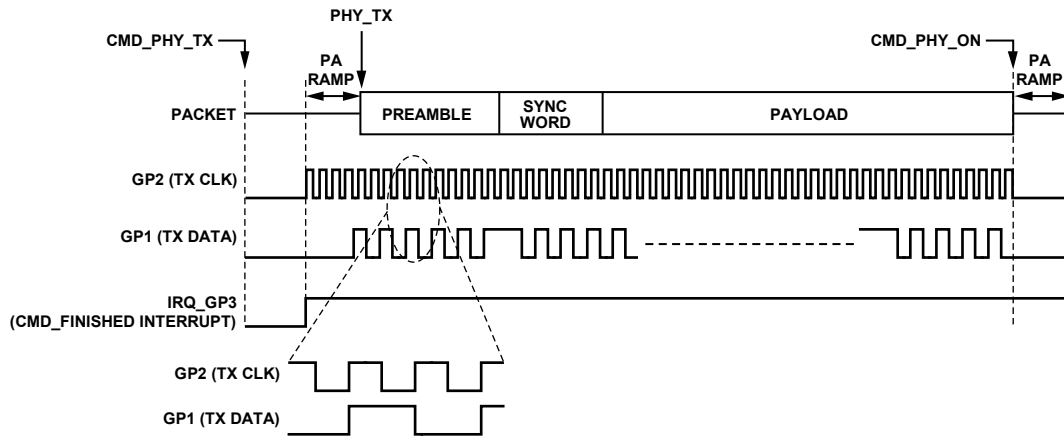 PHY_TX
CMD_PHY_TX
CMD_PHY_ON
PA
RAMP
PA
RAMP
PACKET
PREAMBLE
SYNC
WORD
PAYLOAD
GP2 (TX CLK)
GP1 (TX DATA)
IRQ_GP3
(CMD_FINISHED INTERRUPT)
GP2 (TX CLK)
GP1 (TX DATA)